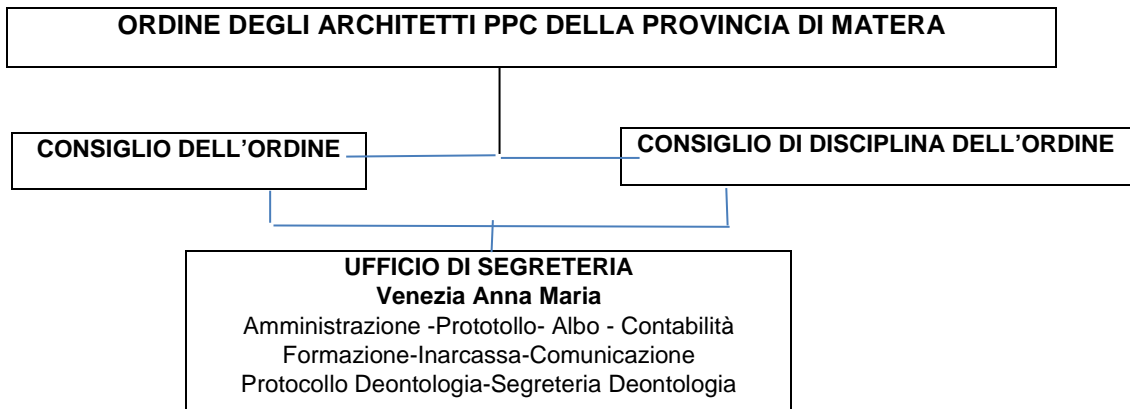 ORDINE DEGLI ARCHITETTI PPC DELLA PROVINCIA DI MATERA
CONSIGLIO DELL’ORDINE
CONSIGLIO DI DISCIPLINA DELL’ORDINE
UFFICIO DI SEGRETERIA
Venezia Anna Maria
Amministrazione -Prototollo- Albo - Contabilità
Formazione-Inarcassa-Comunicazione
Protocollo Deontologia-Segreteria Deontologia